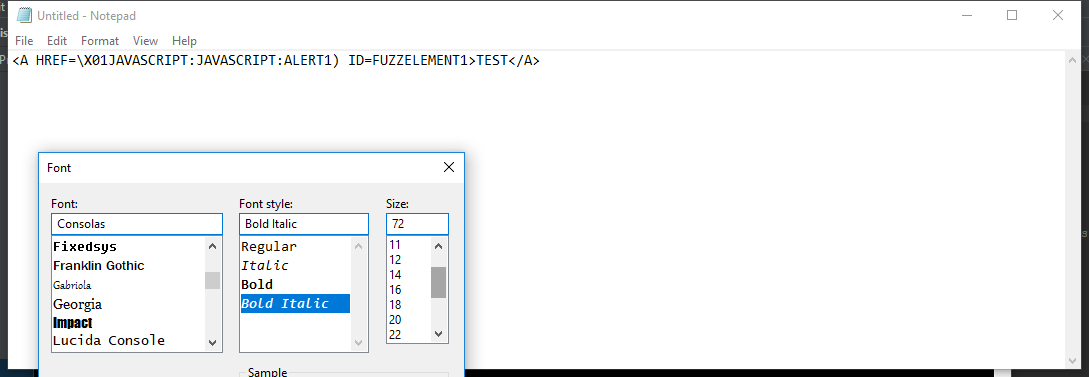 Untitled - Notepad
File Edit Format View Help
<A HREF=\X01JAVASCRIPT:JAVASCRIPT:ALERT1) ID=FUZZELEMENT1>TEST</A>
Font
Font: Font style: Size:
Consolas Bold Italic 72
Fixedsys Regular 11
Franklin Gothic Italic 12
Gabriola Bold 14
Georgia Bold Italic 16
Impact 18
Lucida Console 20
22
Sample